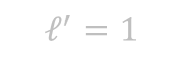 ℓ′ = 1